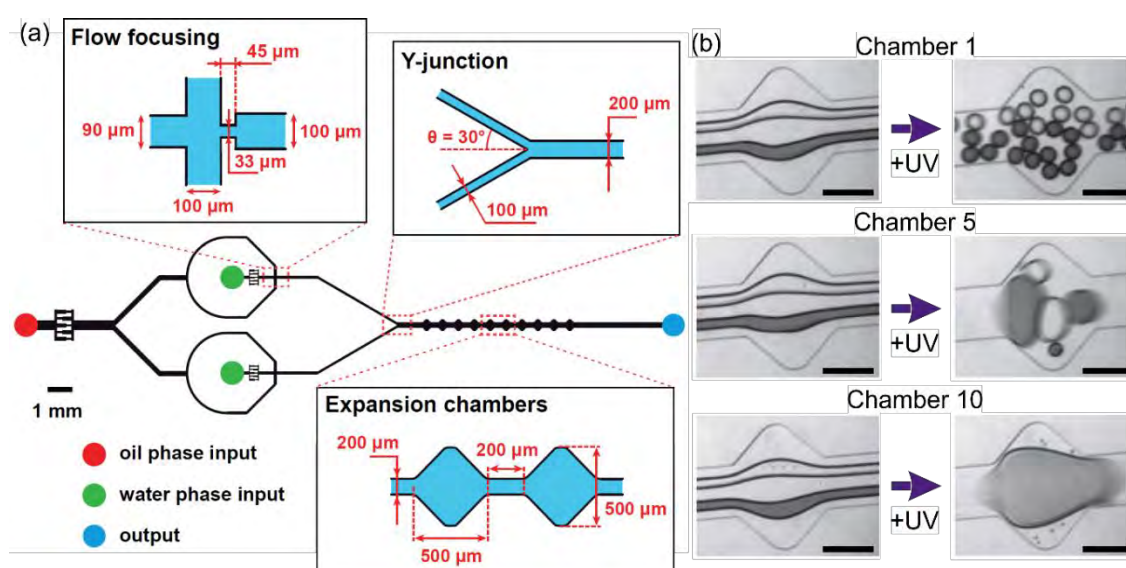 (a)
Flow focusing
45 µm
90 µm
100 µm
33 µm
100 µm
Y-junction
200 µm
θ = 30°
100 µm
1 mm
oil phase input
water phase input
output
Expansion chambers
200 µm
200 µm
500 µm
500 µm
(b)
Chamber 1
+UV
Chamber 5
+UV
Chamber 10
+UV